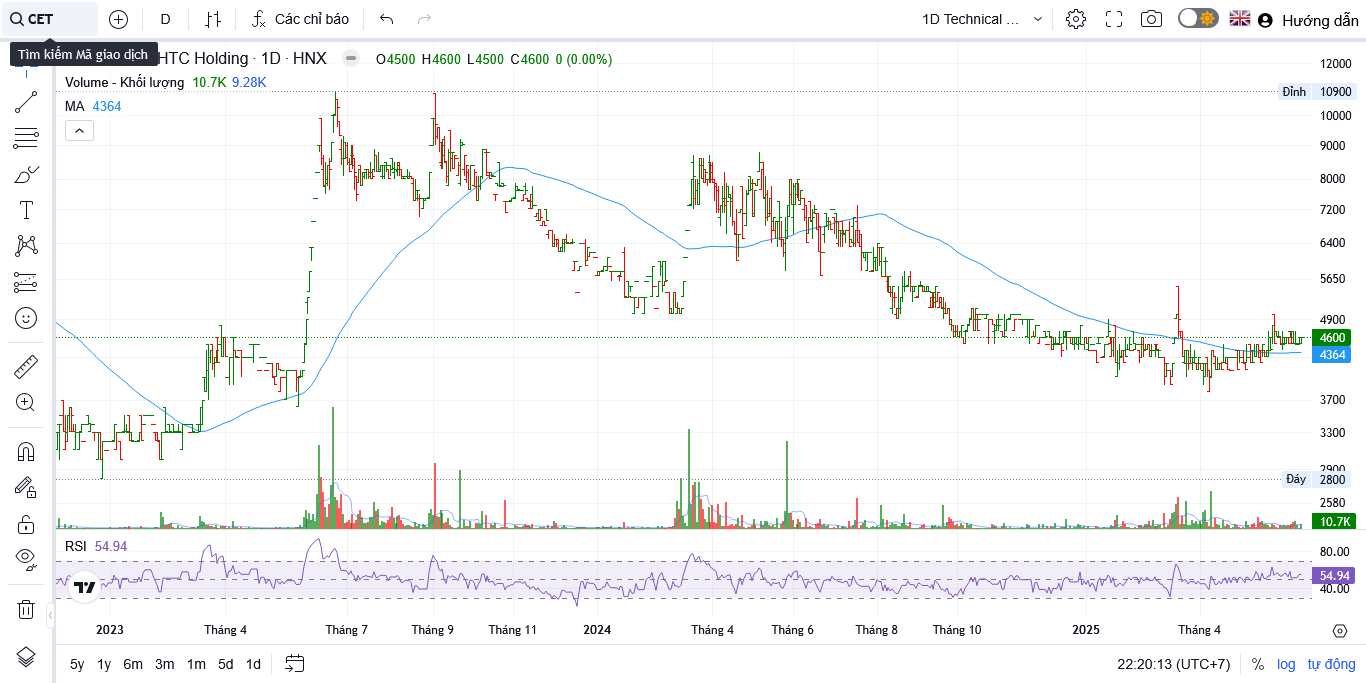 CET D Các chỉ báo 1D Technical ... Hướng dẫn
Tìm kiếm Mã giao dịch
HTC Holding · 1D · HNX O4500 H4600 L4500 C4600 0 (0.00%)
Volume - Khối lượng 10.7K 9.28K
MA 4364
12000
Đỉnh 10900
10000
9000
8000
7200
6400
5650
4900
4600
4364
3700
3300
2900
Đáy 2800
2580
10.7K
RSI 54.94
80.00
54.94
40.00
2023 Tháng 4 Tháng 7 Tháng 9 Tháng 11 2024 Tháng 4 Tháng 6 Tháng 8 Tháng 10 2025 Tháng 4
5y 1y 6m 3m 1m 5d 1d 22:20:13 (UTC+7) % log tự động